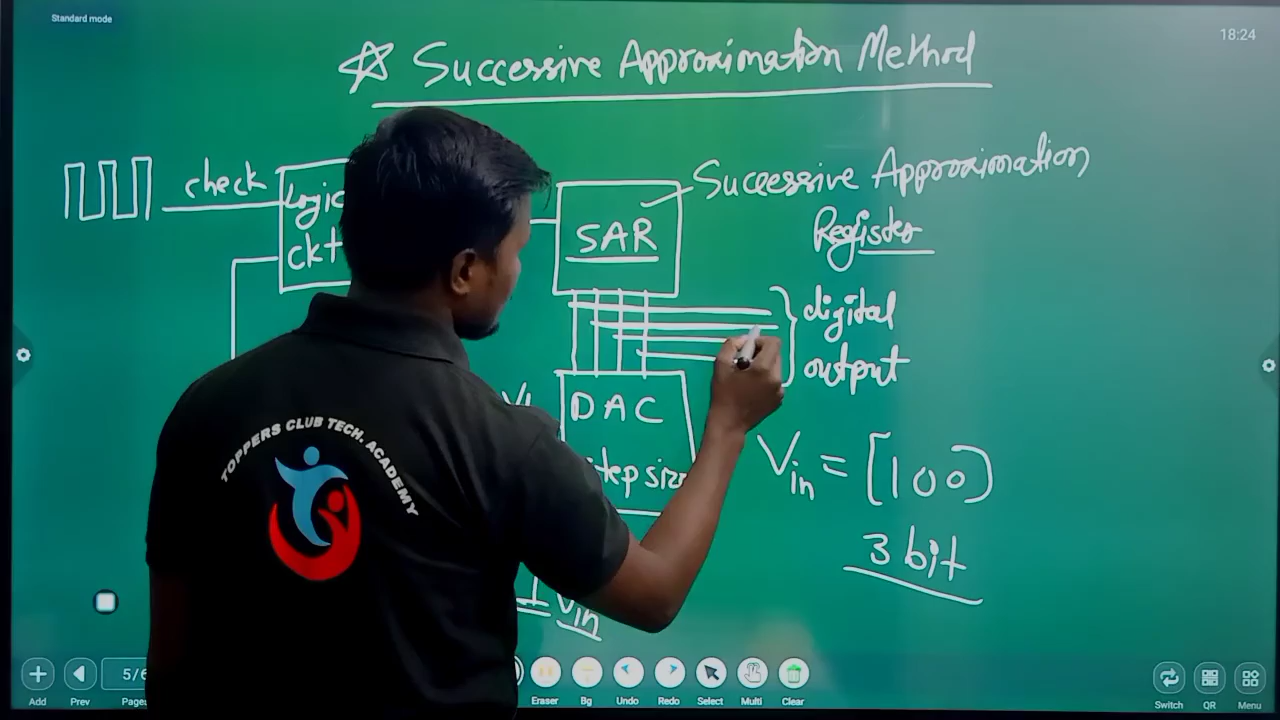 Standard mode
18:24
☆ Successive Approximation Method
check
Logic
ckt
SAR
Successive Approximation
Register
digital
output
DAC
step size
Vin = [100)
3 bit
Vin
TOPPERS CLUB TECH. ACADEMY
5/6
Add
Prev
Eraser
Bg
Undo
Redo
Select
Multi
Clear
Switch
QR
Menu